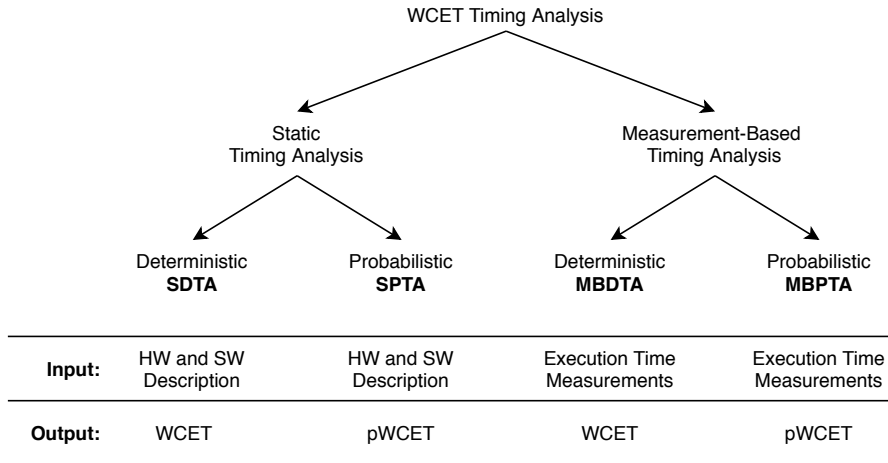 WCET Timing Analysis
Static
Timing Analysis
Measurement-Based
Timing Analysis
Deterministic
SDTA
Probabilistic
SPTA
Deterministic
MBDTA
Probabilistic
MBPTA
Input:
HW and SW
Description
HW and SW
Description
Execution Time
Measurements
Execution Time
Measurements
Output:
WCET
pWCET
WCET
pWCET